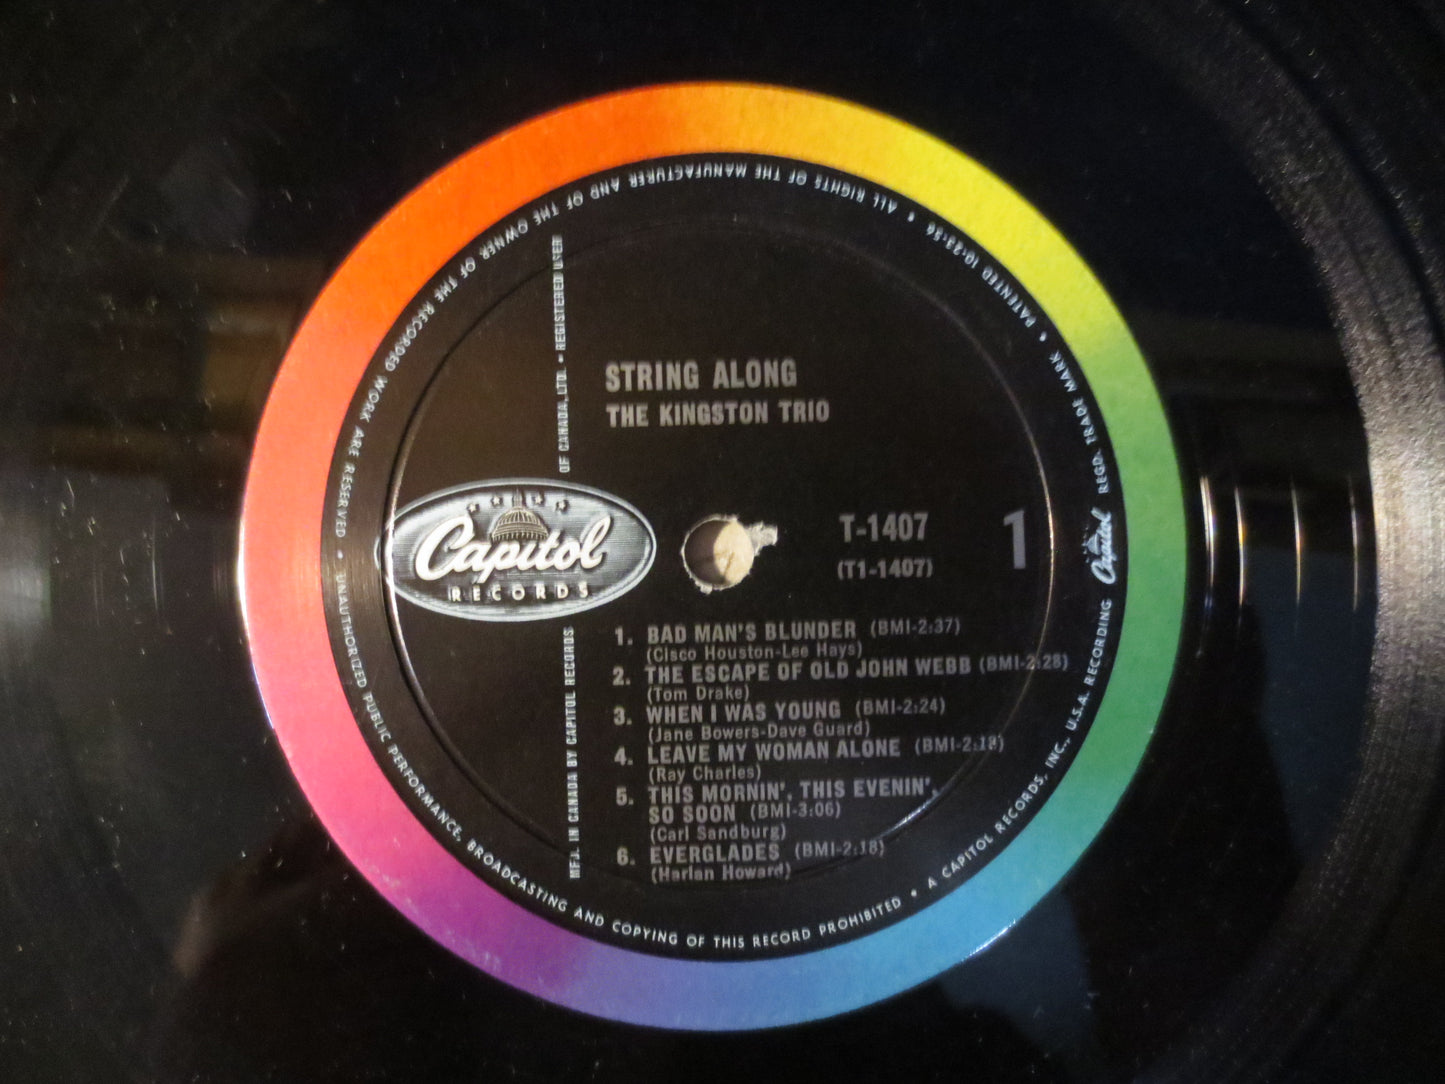 STRING ALONG
THE KINGSTON TRIO
T-1407
(T1-1407)
1
Capitol
RECORDS
1. BAD MAN'S BLUNDER (BMI-2:37)
(Cisco Houston-Lee Hays)
2. THE ESCAPE OF OLD JOHN WEBB (BMI-2:28)
(Tom Drake)
3. WHEN I WAS YOUNG (BMI-2:24)
(Jane Bowers-Dave Guard)
4. LEAVE MY WOMAN ALONE (BMI-2:18)
(Ray Charles)
5. THIS MORNIN', THIS EVENIN',
SO SOON (BMI-3:06)
(Carl Sandburg)
6. EVERGLADES (BMI-2:18)
(Harlan Howard)
MFD. IN CANADA BY CAPITOL RECORDS OF CANADA, LTD. • REGISTERED USER
UNAUTHORIZED PUBLIC PERFORMANCE, BROADCASTING AND COPYING OF THIS RECORD PROHIBITED • A CAPITOL RECORDS, INC., U.S.A. RECORDING Capitol REGD. TRADE MARK • PATENTED 10-23-56 • ALL RIGHTS OF THE MANUFACTURER AND OF THE OWNER OF THE RECORDED WORK ARE RESERVED •